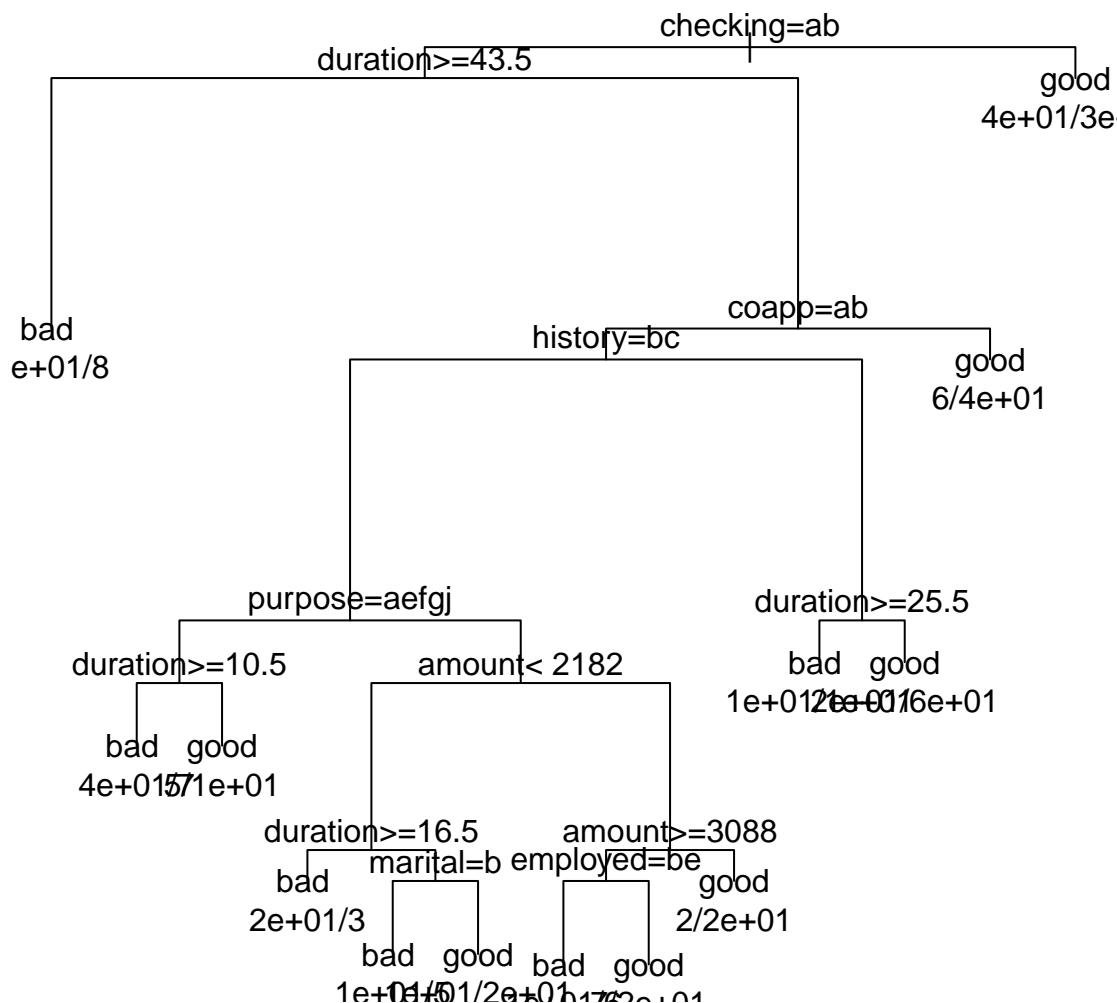 checking=ab
duration>=43.5
good
4e+01/3e
coapp=ab
bad
e+01/8
history=bc
good
6/4e+01
purpose=aefgj
duration>=25.5
duration>=10.5
amount< 2182
bad
good
bad
good
duration>=16.5
amount>=3088
marital=b
employed=be
bad
good
2e+01/3
2/2e+01
bad
good
bad
good